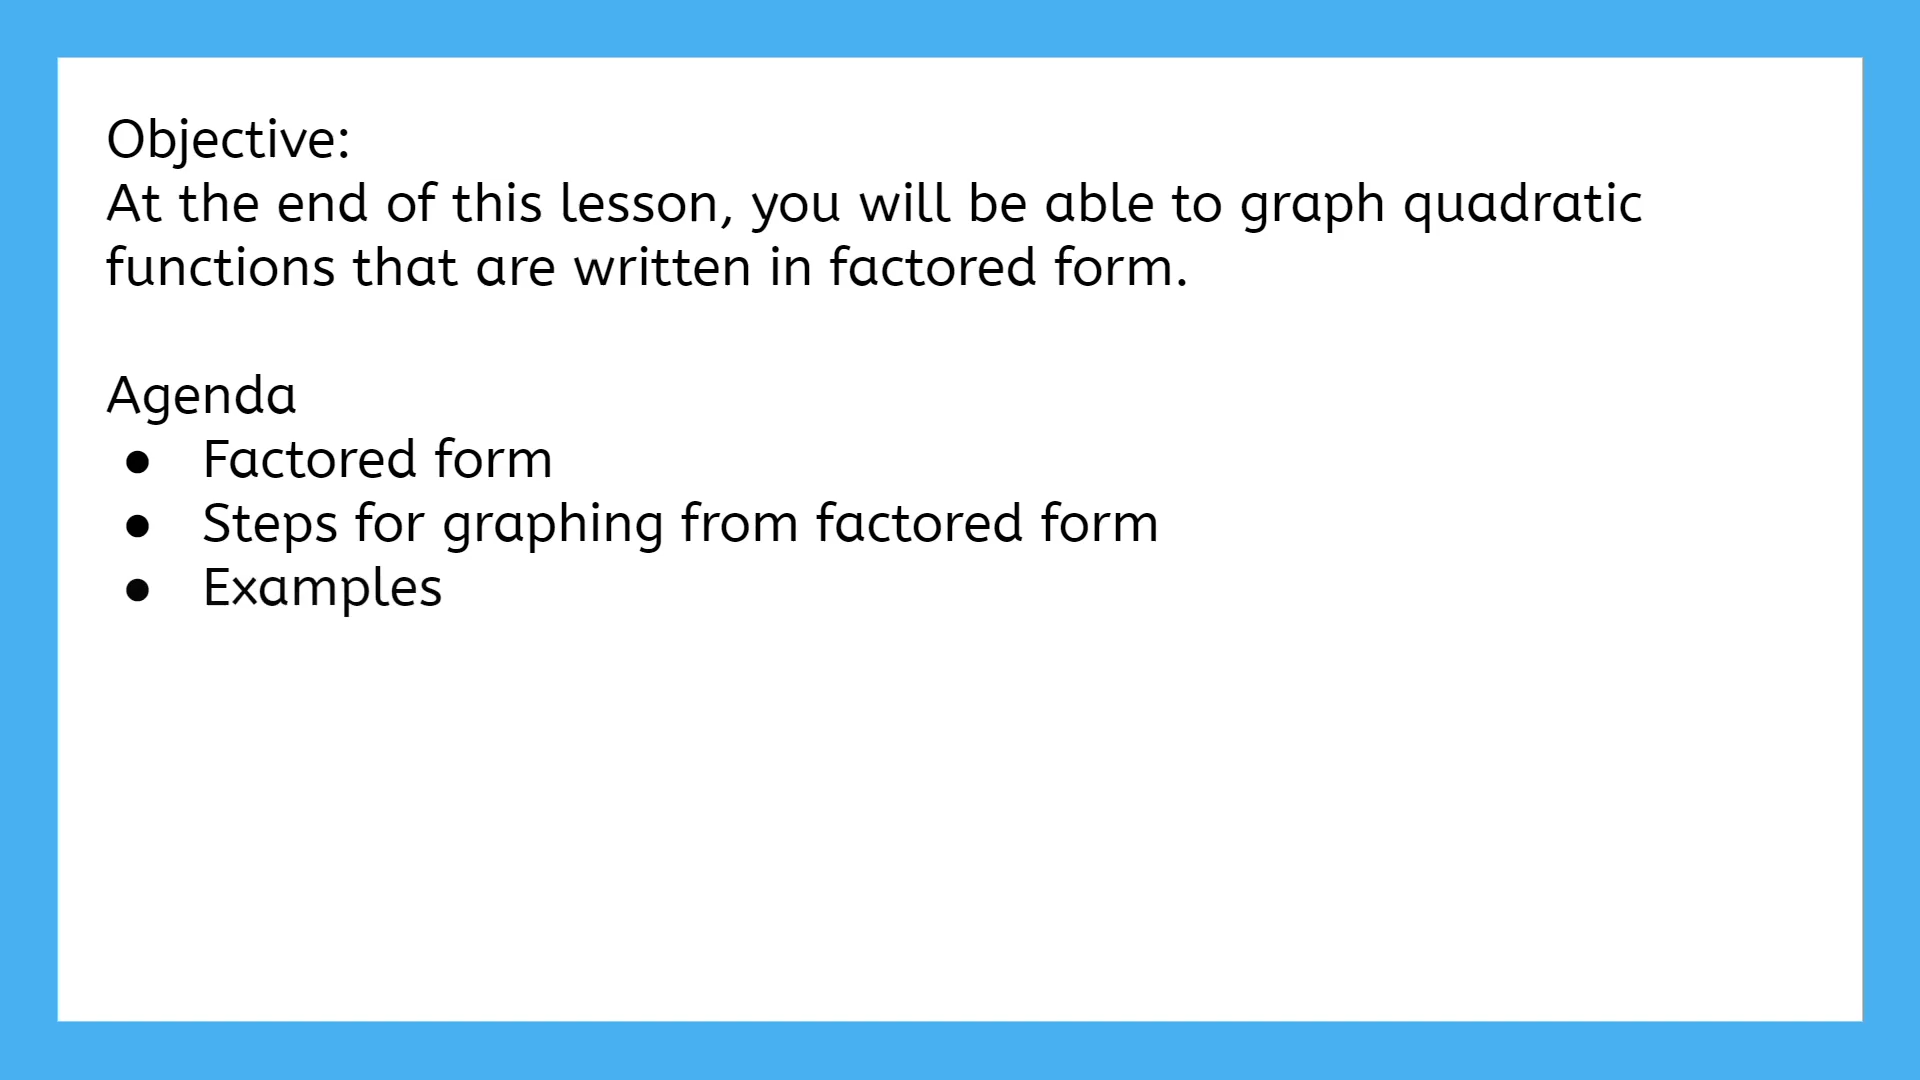 Objective:
At the end of this lesson, you will be able to graph quadratic
functions that are written in factored form.
Agenda
● Factored form
● Steps for graphing from factored form
● Examples